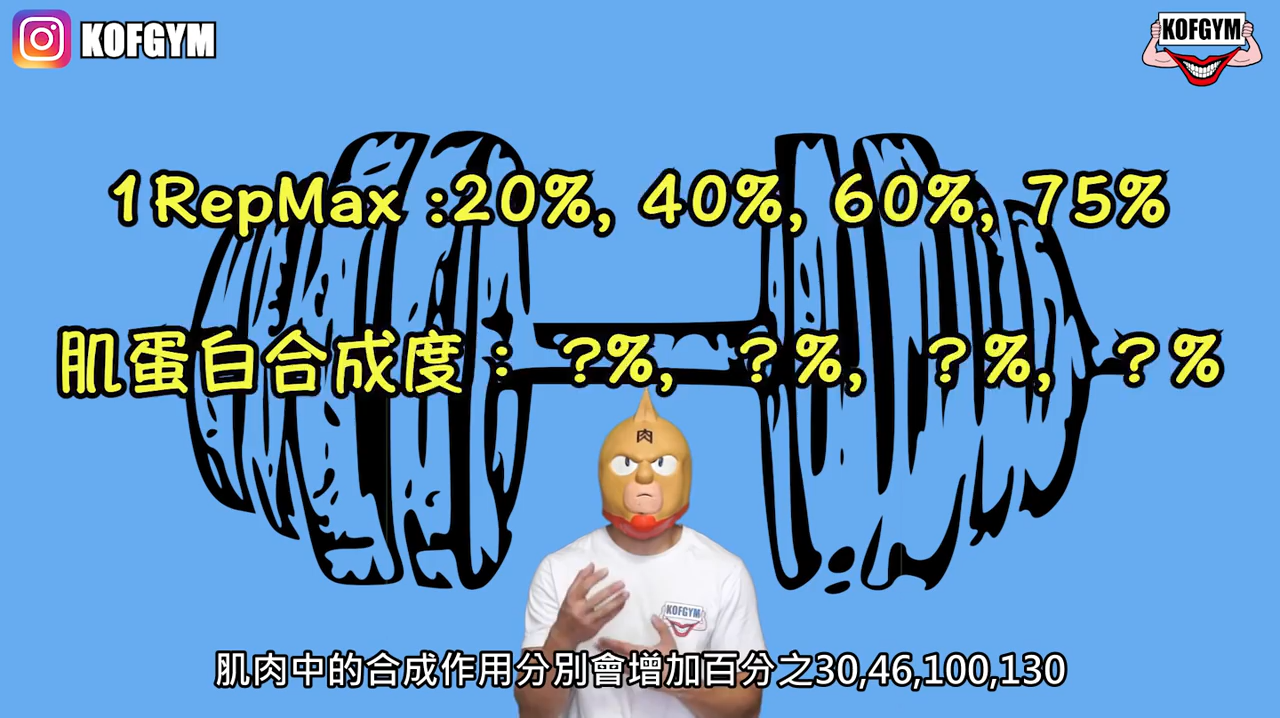 KOFGYM
KOFGYM
1RepMax :20%, 40%, 60%, 75%
肌蛋白合成度： ?%, ?%, ?%, ?%
肉
KOFGYM
肌肉中的合成作用分別會增加百分之30,46,100,130